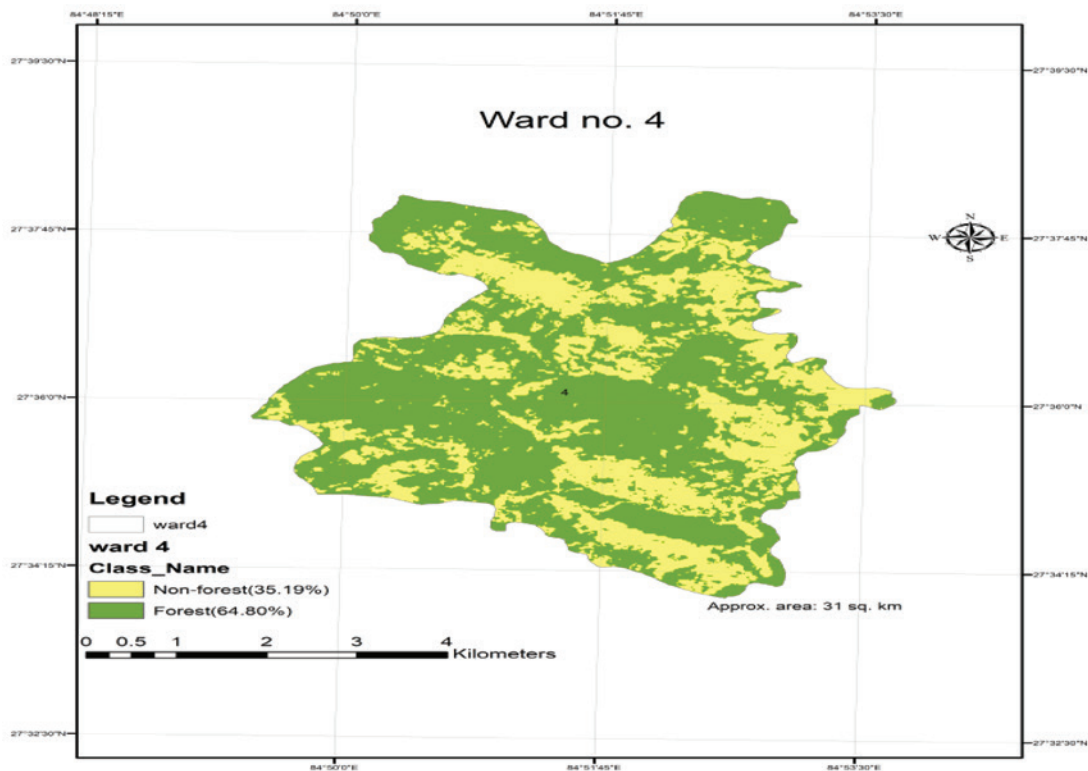 84°48'15"E 84°50'0"E 84°51'45"E 84°53'30"E
27°39'30"N 27°39'30"N
Ward no. 4
27°37'45"N 27°37'45"N
N
W E
S
27°36'0"N 4 27°36'0"N
Legend
ward4
ward 4
Class_Name
27°34'15"N 27°34'15"N
Non-forest(35.19%)
Forest(64.80%)
Approx. area: 31 sq. km
0 0.5 1 2 3 4
Kilometers
27°32'30"N 27°32'30"N
84°50'0"E 84°51'45"E 84°53'30"E